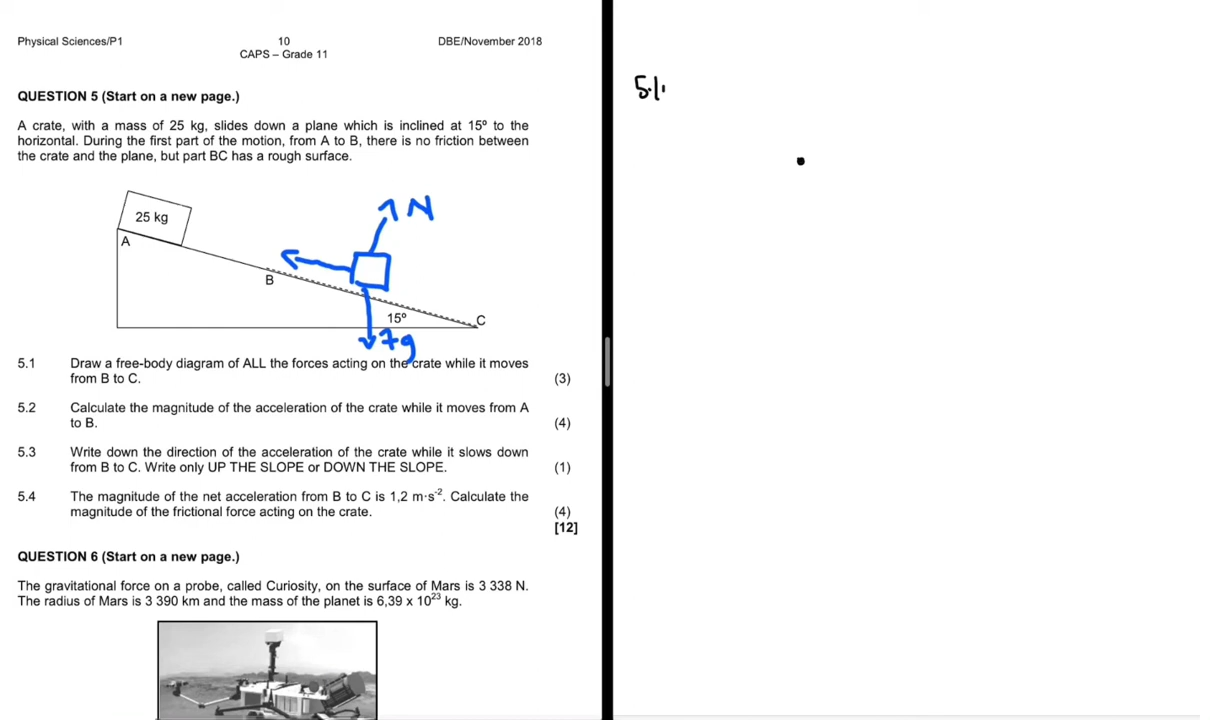 Physical Sciences/P1 10 DBE/November 2018
CAPS – Grade 11
QUESTION 5 (Start on a new page.)
A crate, with a mass of 25 kg, slides down a plane which is inclined at 15º to the
horizontal. During the first part of the motion, from A to B, there is no friction between
the crate and the plane, but part BC has a rough surface.
25 kg
A
B
C
15º
N
7g
5.1 Draw a free-body diagram of ALL the forces acting on the crate while it moves
from B to C. (3)
5.2 Calculate the magnitude of the acceleration of the crate while it moves from A
to B. (4)
5.3 Write down the direction of the acceleration of the crate while it slows down
from B to C. Write only UP THE SLOPE or DOWN THE SLOPE. (1)
5.4 The magnitude of the net acceleration from B to C is 1,2 m·s-2. Calculate the
magnitude of the frictional force acting on the crate. (4)
[12]
QUESTION 6 (Start on a new page.)
The gravitational force on a probe, called Curiosity, on the surface of Mars is 3 338 N.
The radius of Mars is 3 390 km and the mass of the planet is 6,39 x 10²³ kg.
5.1.